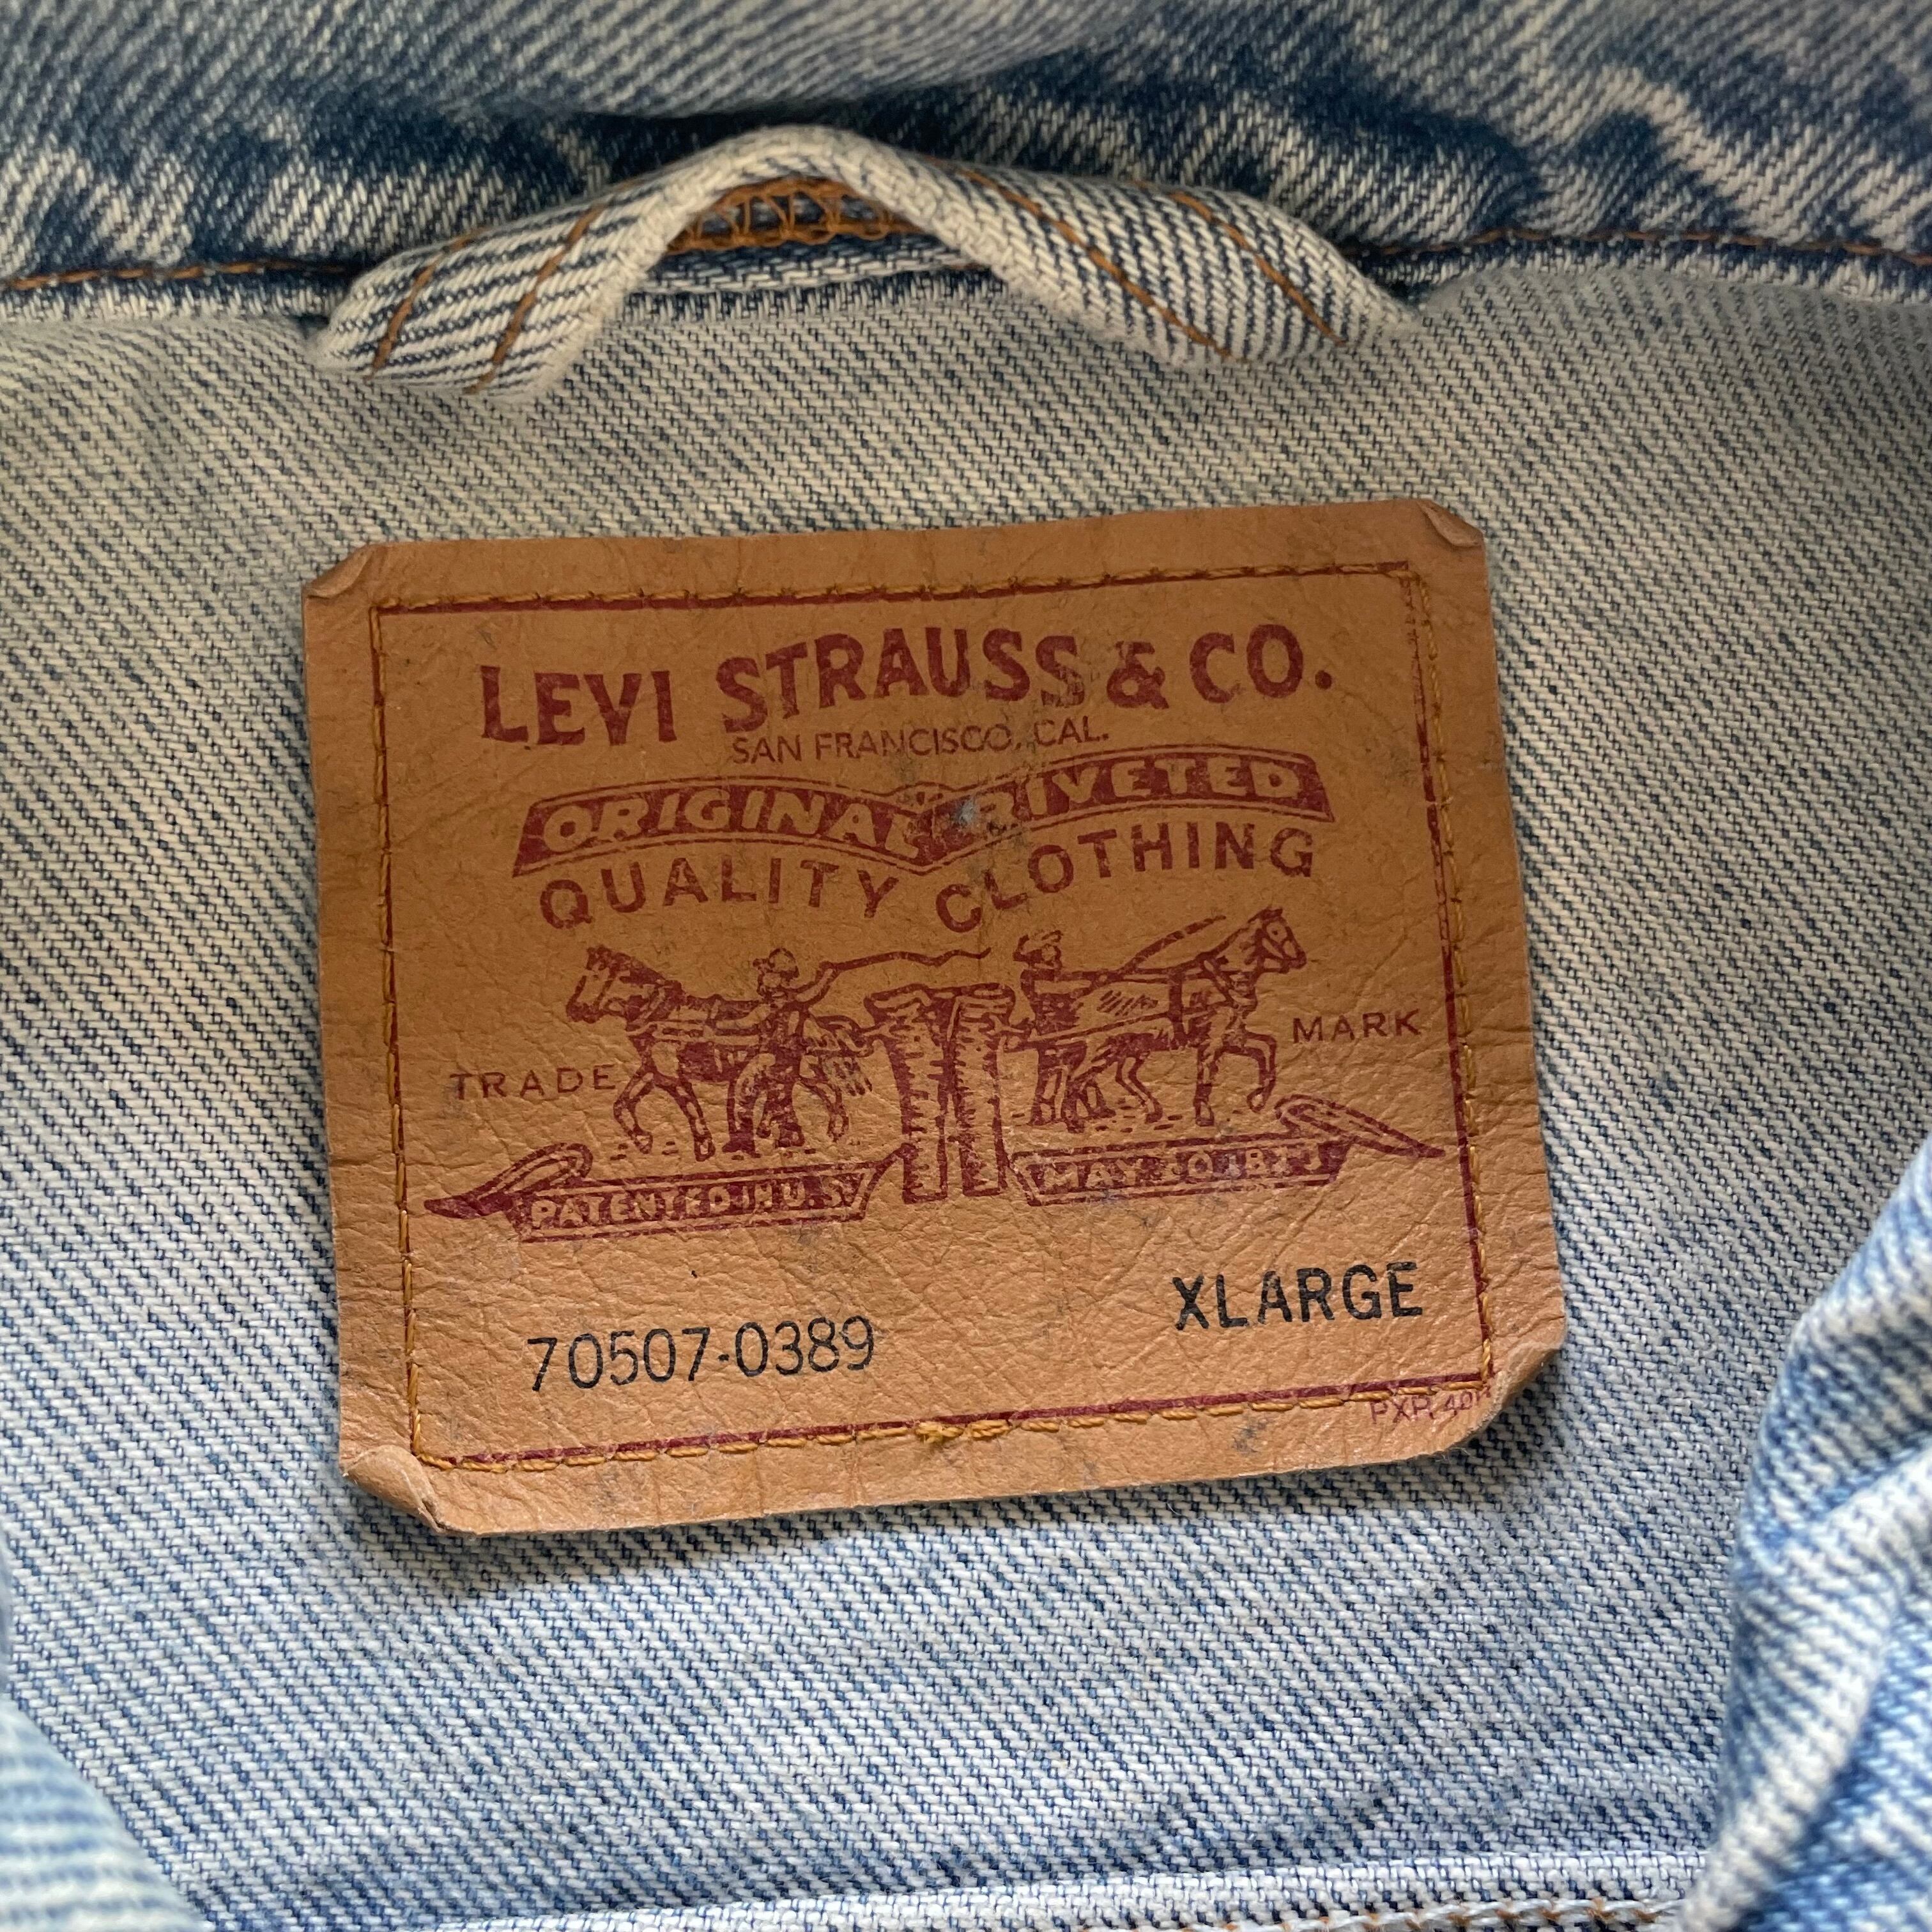 LEVI STRAUSS & CO.
SAN FRANCISCO, CAL.
ORIGINAL RIVETED
QUALITY CLOTHING
TRADE MARK
PATENTED IN U.S. MAY 20 1873
70507-0389 XLARGE